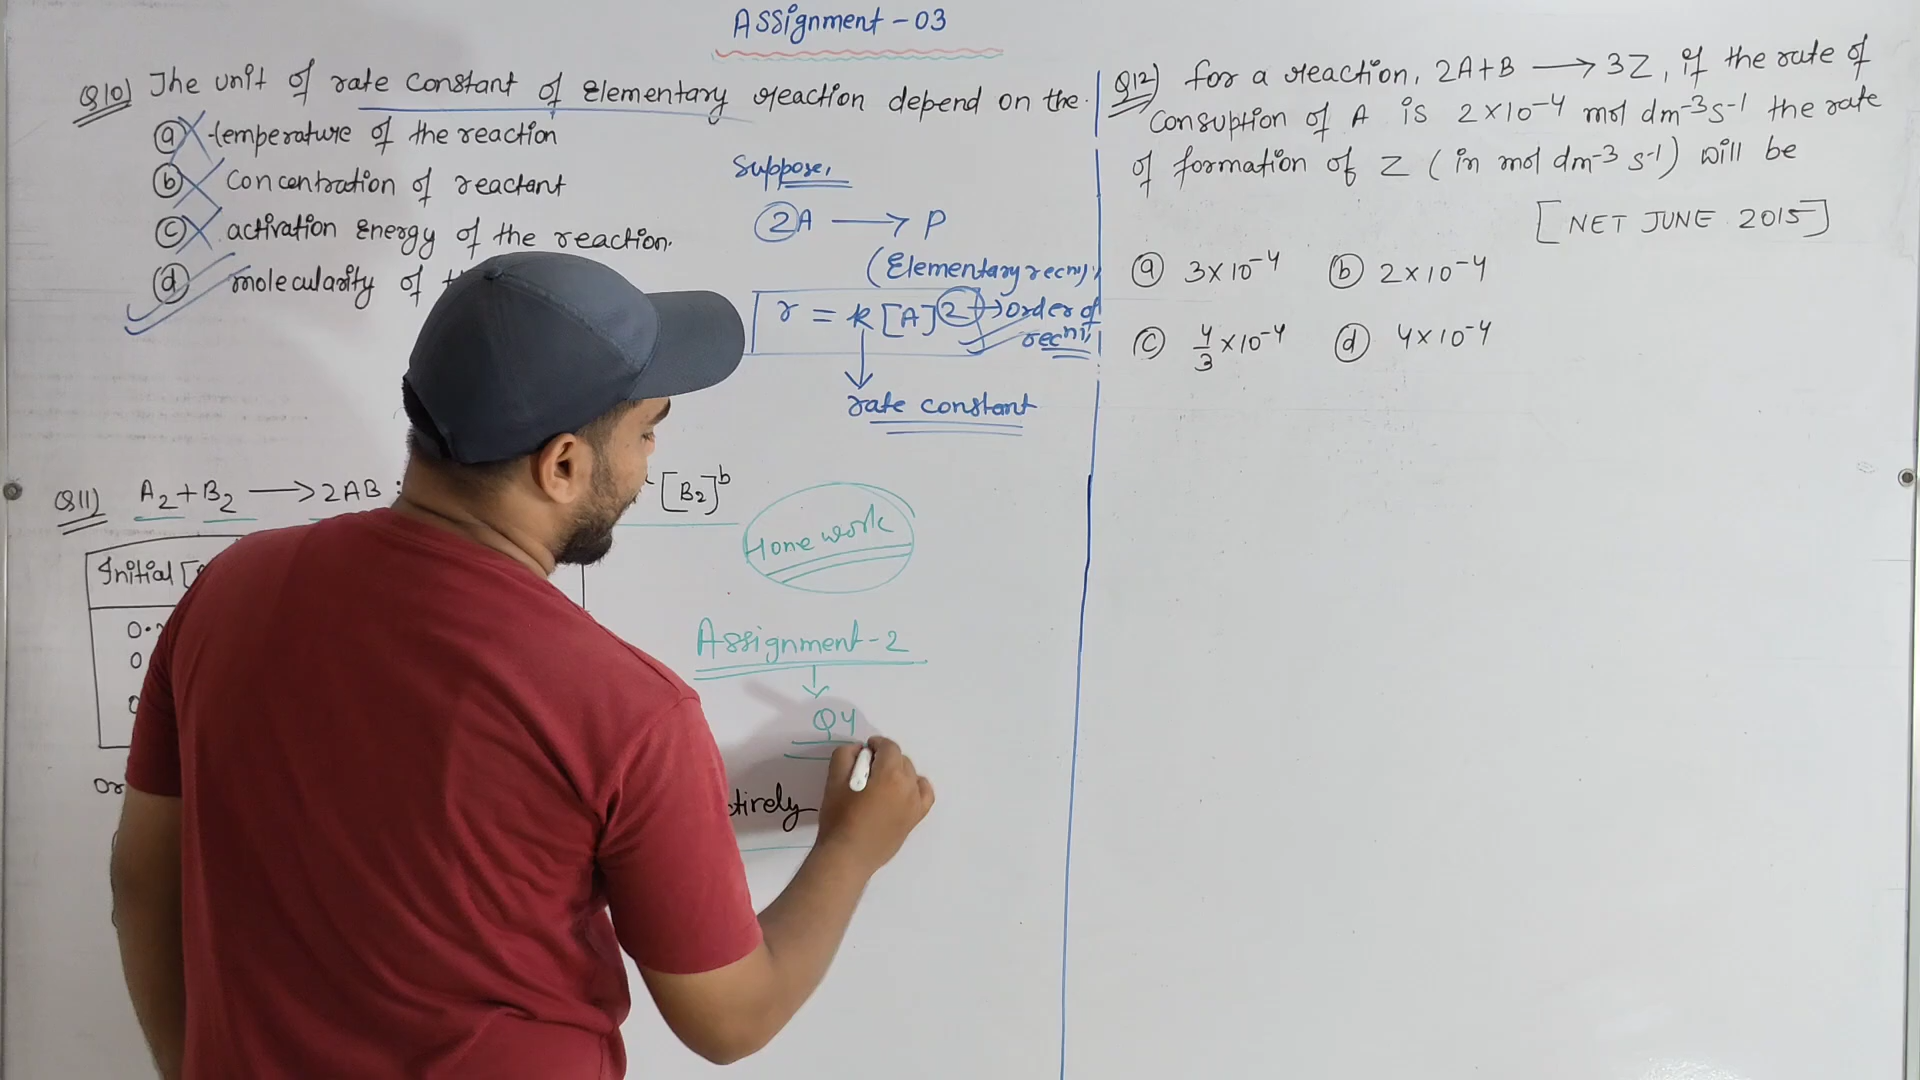 Assignment - 03
Q10) The unit of rate constant of Elementary reaction depend on the
(a) temperature of the reaction
(b) concentration of reactant
(c) activation Energy of the reaction.
(d) molecularity of
Suppose,
2A → P
(Elementary recn)
r = k [A]2 → order of
recn
rate constant
Q11) A2 + B2 → 2AB :
[B2]b
Initial
Home work
Assignment - 2
Q4
Q12) for a reaction, 2A+B → 3Z, if the rate of
consuption of A is 2×10-4 mol dm-3 s-1 the rate
of formation of Z (in mol dm-3 s-1) will be
[NET JUNE 2015]
(a) 3×10-4 (b) 2×10-4
(c) 4/3 ×10-4 (d) 4×10-4